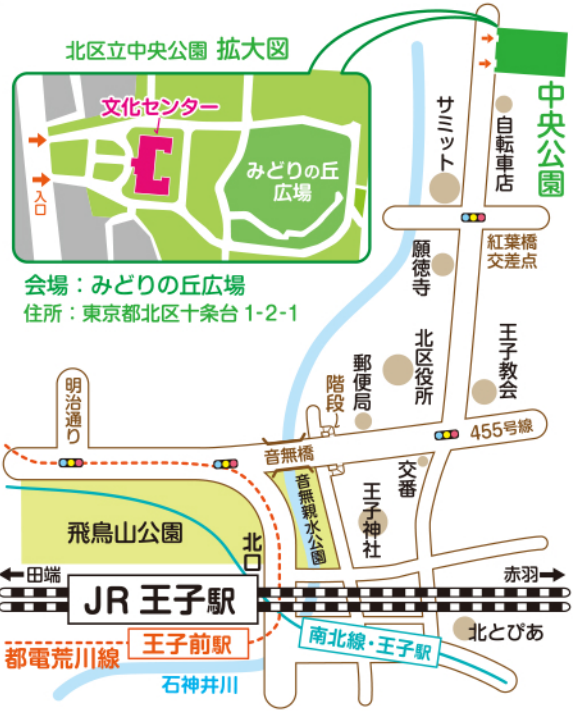 北区立中央公園 拡大図
文化センター
みどりの丘
広場
入口
会場：みどりの丘広場
住所：東京都北区十条台1-2-1
中央公園
サミット
自転車店
紅葉橋
交差点
願徳寺
北区役所
王子教会
郵便局
階段
明治通り
455号線
音無橋
交番
音無親水公園
王子神社
飛鳥山公園
北口
田端
赤羽
JR 王子駅
北とぴあ
都電荒川線
王子前駅
南北線・王子駅
石神井川